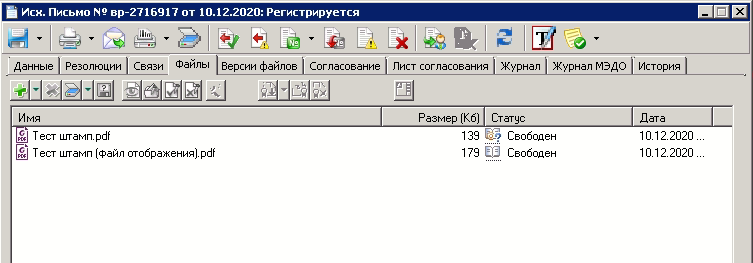 Исх. Письмо № вр-2716917 от 10.12.2020: Регистрируется
Данные Резолюции Связи Файлы Версии файлов Согласование Лист согласования Журнал Журнал МЭДО История
Имя Размер (Кб) Статус Дата
Тест штамп.pdf 139 Свободен 10.12.2020 ...
Тест штамп (Файл отображения).pdf 179 Свободен 10.12.2020 ...